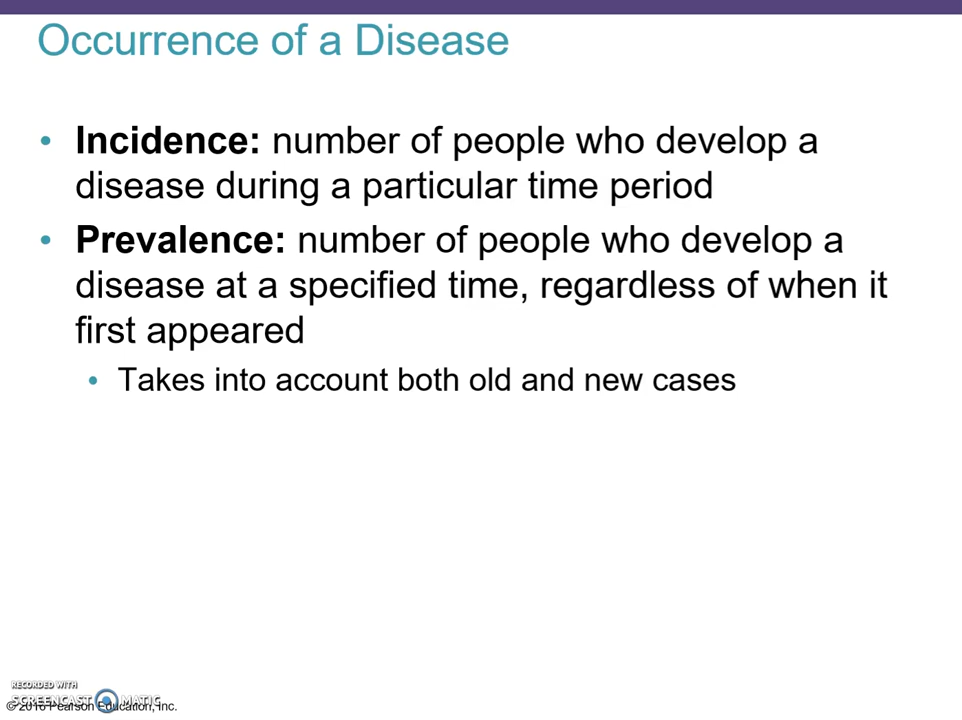 Occurrence of a Disease
• Incidence: number of people who develop a
disease during a particular time period
• Prevalence: number of people who develop a
disease at a specified time, regardless of when it
first appeared
• Takes into account both old and new cases
RECORDED WITH
SCREENCAST MATIC
© 2016 Pearson Education, Inc.